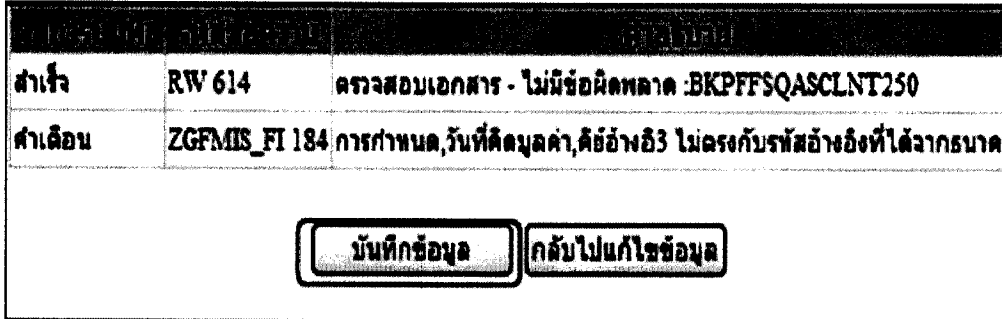 สำเร็จ RW 614 ตรวจสอบเอกสาร - ไม่มีข้อผิดพลาด :BKPFFSQASCLNT250
คำเตือน ZGFMIS_FI 184 การกำหนด,วันที่คิดมูลค่า,คีย์อ้างอิ3 ไม่ตรงกับรหัสอ้างอิงที่ได้จากธนาค
บันทึกข้อมูล กลับไปแก้ไขข้อมูล